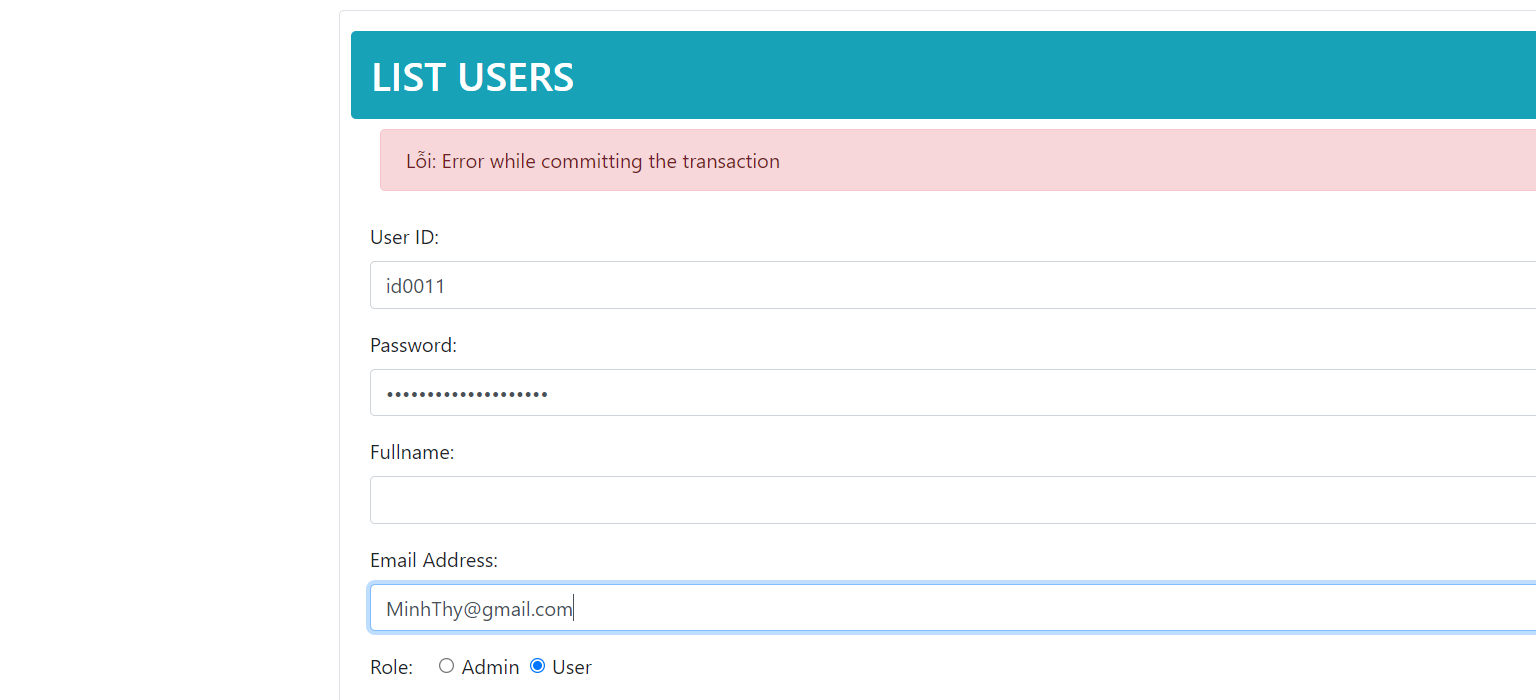 LIST USERS
Lỗi: Error while committing the transaction
User ID:
id0011
Password:
••••••••••••••••••••
Fullname:
Email Address:
MinhThy@gmail.com
Role: Admin User